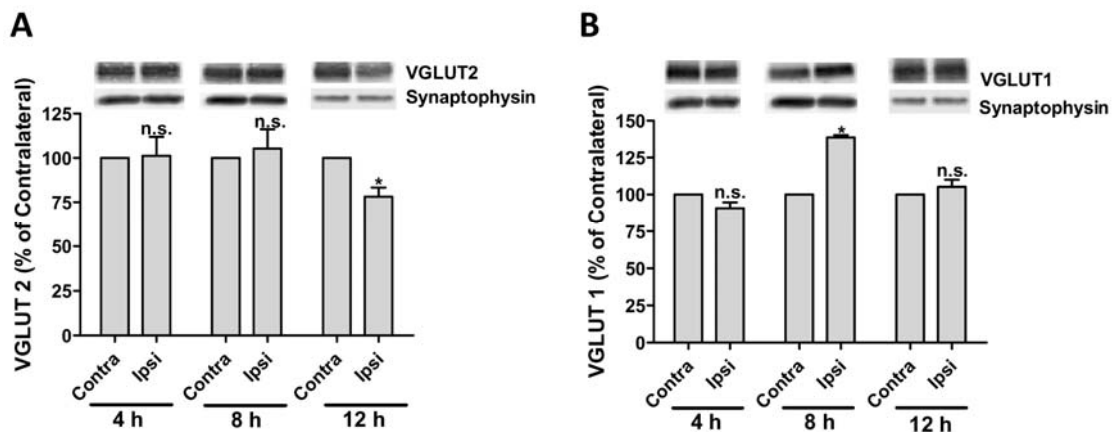 A
VGLUT2
Synaptophysin
VGLUT 2 (% of Contralateral)
125
100
75
50
25
0
n.s.
n.s.
*
Contra
Ipsi
Contra
Ipsi
Contra
Ipsi
4 h
8 h
12 h
B
VGLUT1
Synaptophysin
VGLUT 1 (% of Contralateral)
150
125
100
75
50
25
0
n.s.
*
n.s.
Contra
Ipsi
Contra
Ipsi
Contra
Ipsi
4 h
8 h
12 h